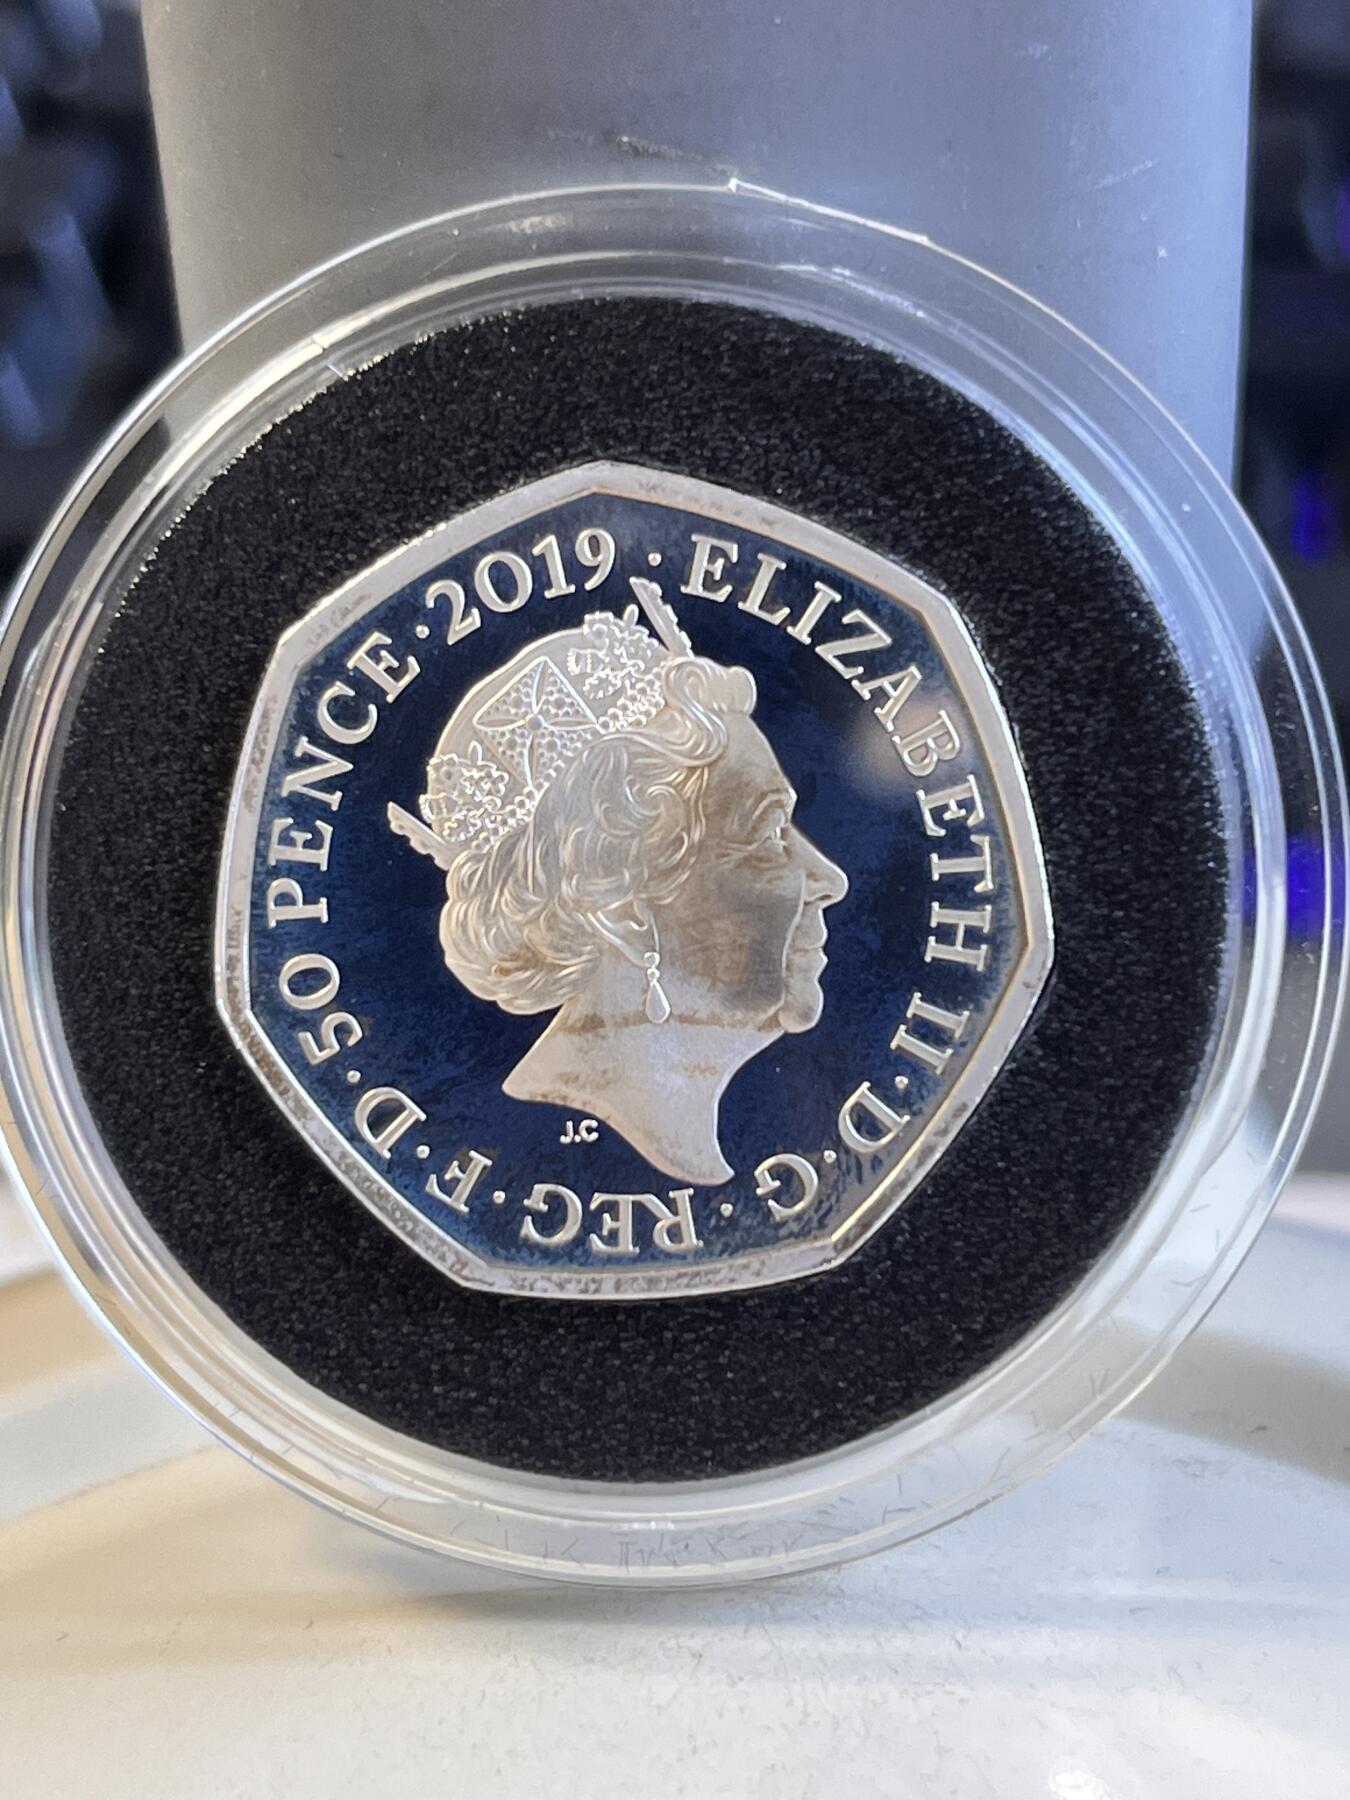 ELIZABETH II · D · G · REG · F · D · 50 PENCE · 2019 ·
J.C